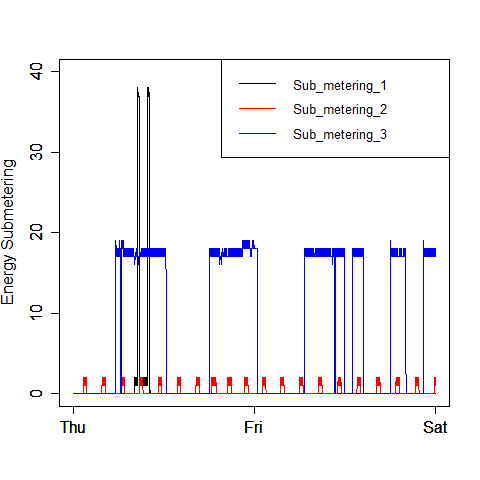 Energy Submetering
40
30
20
10
0
Sub_metering_1
Sub_metering_2
Sub_metering_3
Thu Fri Sat